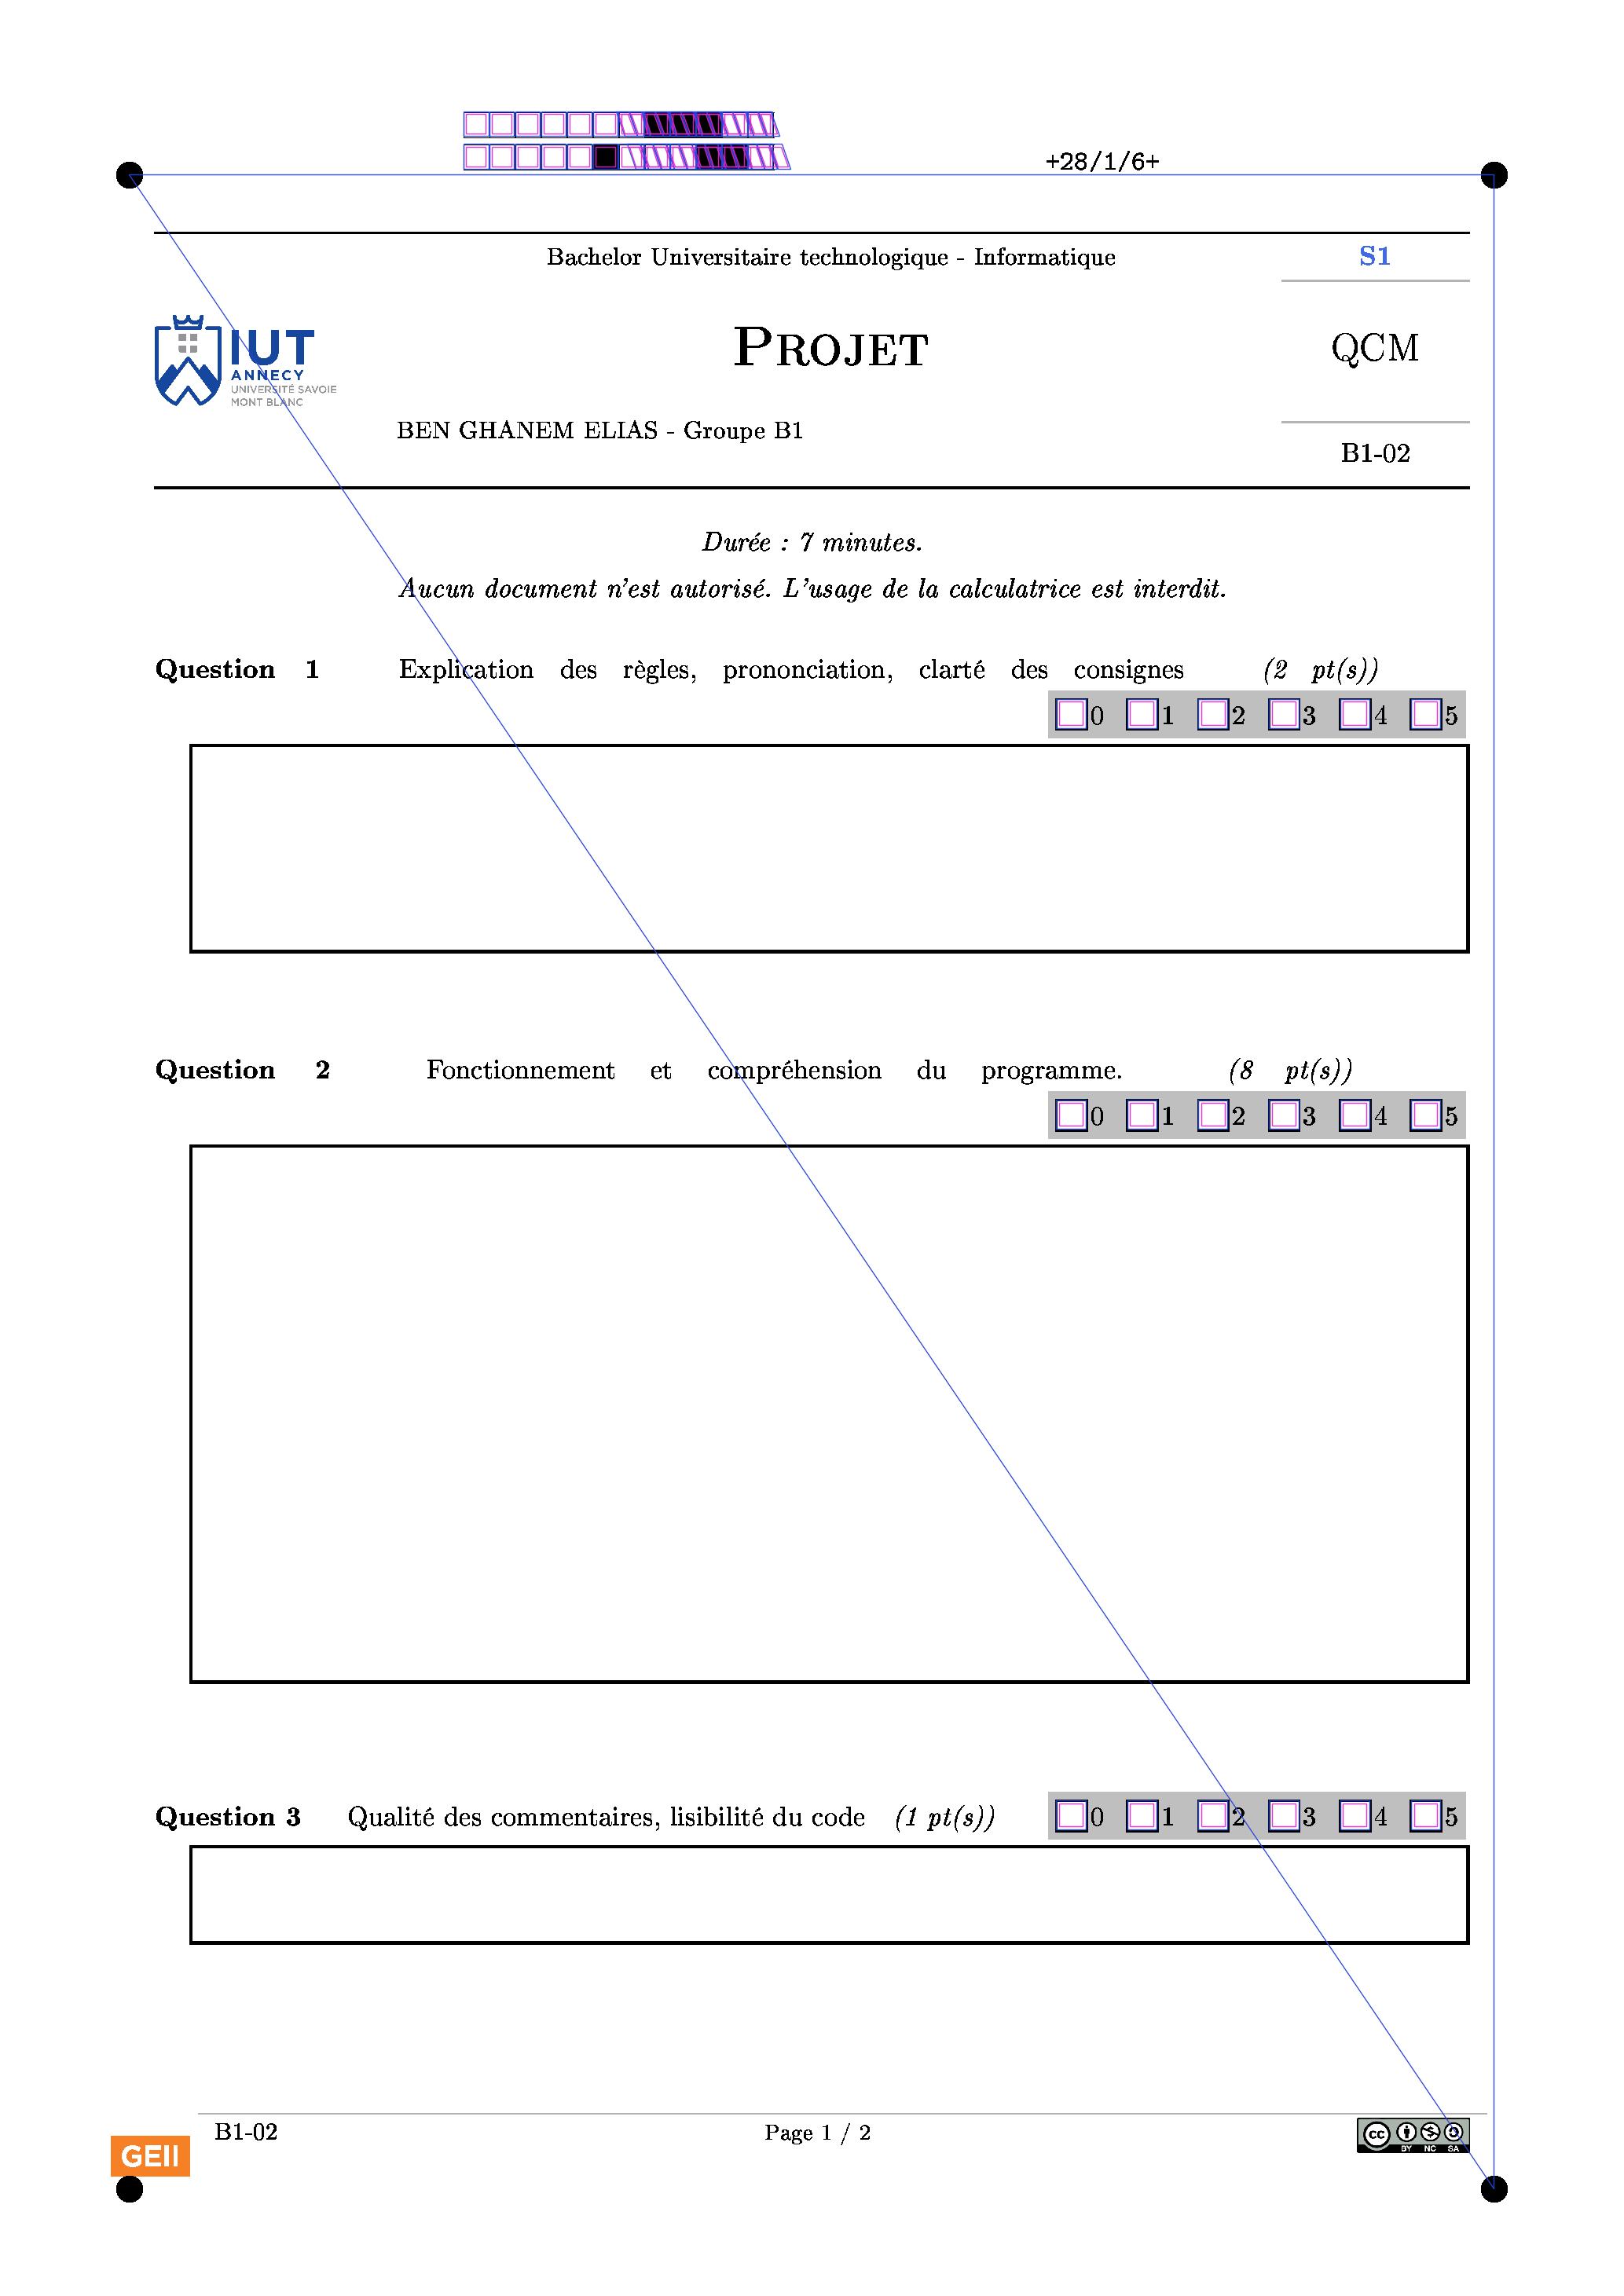 +28/1/6+
Bachelor Universitaire technologique - Informatique
S1
IUT
ANNECY
UNIVERSITÉ SAVOIE
MONT BLANC
PROJET
QCM
BEN GHANEM ELIAS - Groupe B1
B1-02
Durée : 7 minutes.
Aucun document n'est autorisé. L'usage de la calculatrice est interdit.
Question 1 Explication des règles, prononciation, clarté des consignes (2 pt(s))
0 1 2 3 4 5
Question 2 Fonctionnement et compréhension du programme. (8 pt(s))
0 1 2 3 4 5
Question 3 Qualité des commentaires, lisibilité du code (1 pt(s)) 0 1 2 3 4 5
B1-02 Page 1 / 2
GEII
cc BY NC SA